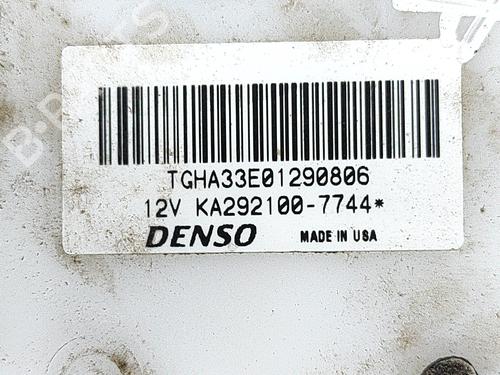 TGHA33E01290806
12V KA292100-7744*
DENSO MADE IN USA